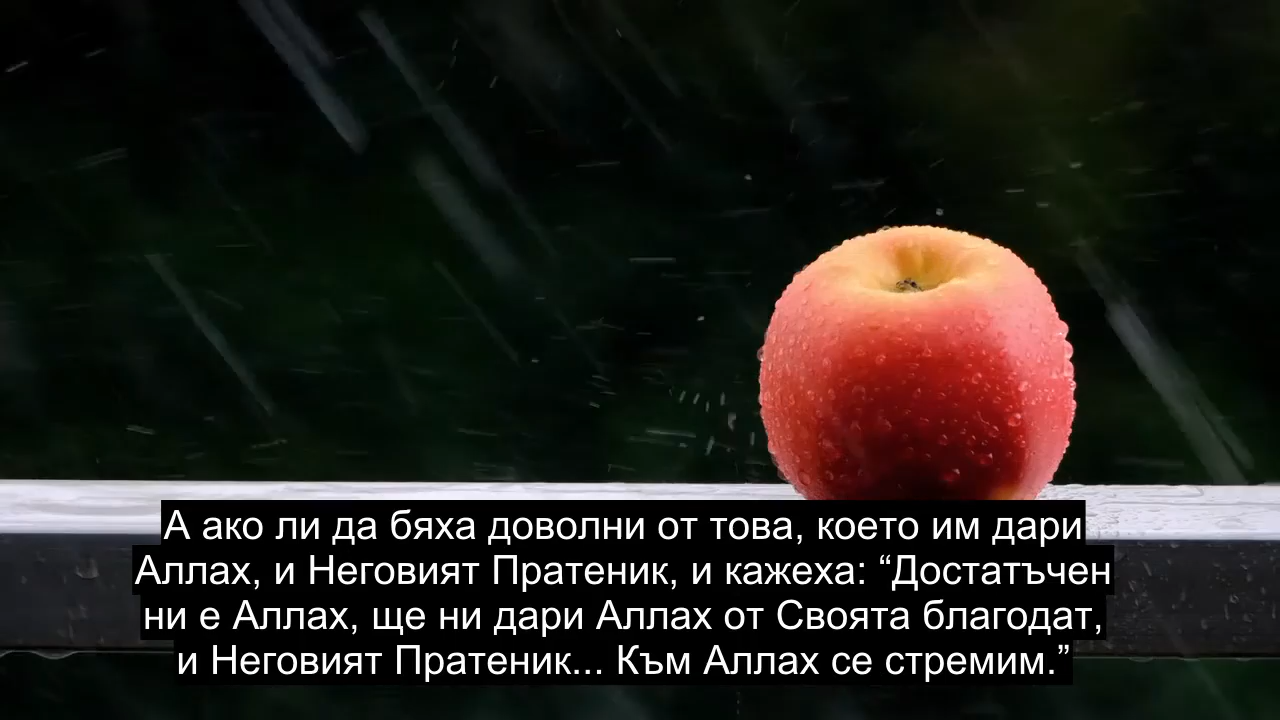 А ако ли да бяха доволни от това, което им дари
Аллах, и Неговият Пратеник, и кажеха: “Достатъчен
ни е Аллах, ще ни дари Аллах от Своята благодат,
и Неговият Пратеник... Към Аллах се стремим.”